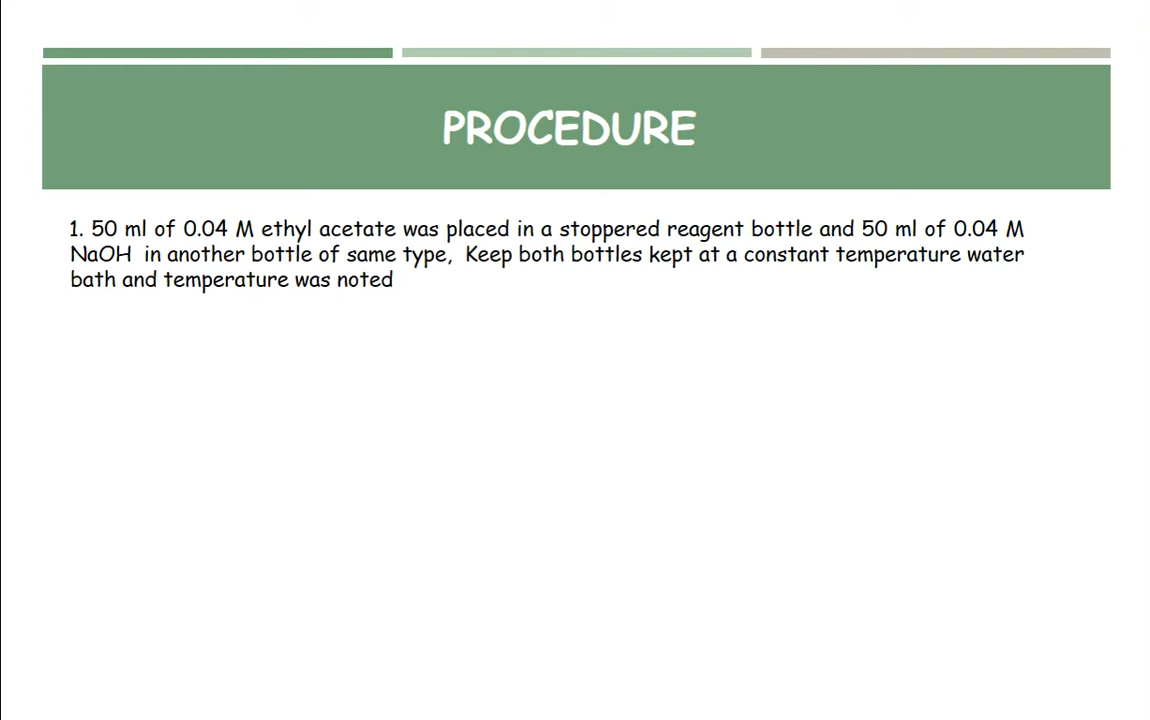 PROCEDURE
1. 50 ml of 0.04 M ethyl acetate was placed in a stoppered reagent bottle and 50 ml of 0.04 M
NaOH  in another bottle of same type,  Keep both bottles kept at a constant temperature water
bath and temperature was noted